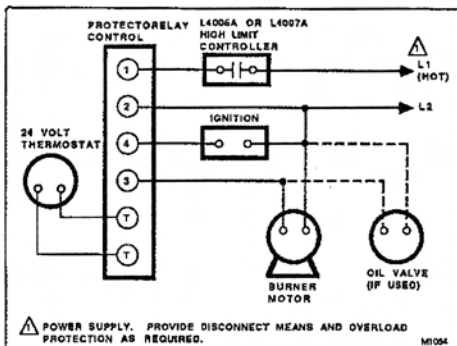 PROTECTORELAY
CONTROL
L4006A OR L4007A
HIGH LIMIT
CONTROLLER
1
L1
(HOT)
1
2
L2
24 VOLT
THERMOSTAT
IGNITION
4
3
T
T
BURNER
MOTOR
OIL VALVE
(IF USED)
1 POWER SUPPLY. PROVIDE DISCONNECT MEANS AND OVERLOAD
PROTECTION AS REQUIRED.
M1054